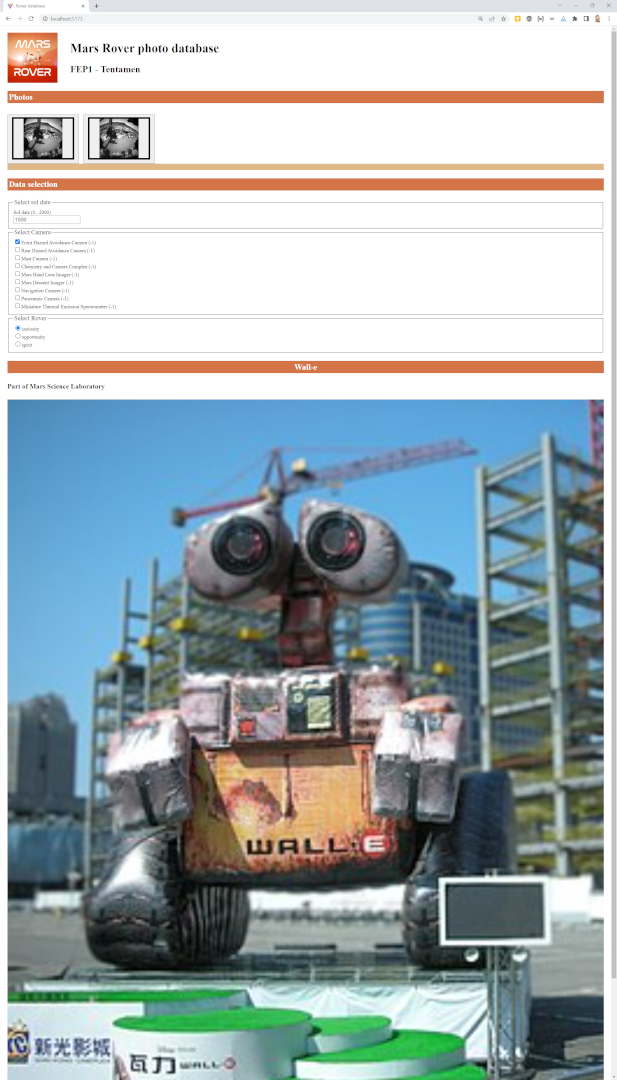 Rover database
localhost:5173
MARS
ROVER
Mars Rover photo database
FEP1 - Tentamen
Photos
Data selection
Select sol date
Sol date (0...2000)
1000
Select Camera
Front Hazard Avoidance Camera (-1)
Rear Hazard Avoidance Camera (-1)
Mast Camera (-1)
Chemistry and Camera Complex (-1)
Mars Hand Lens Imager (-1)
Mars Descent Imager (-1)
Navigation Camera (-1)
Panoramic Camera (-1)
Miniature Thermal Emission Spectrometer (-1)
Select Rover
curiosity
opportunity
spirit
Wall-e
Part of Mars Science Laboratory
WALL·E
新光影城
瓦力 WALL·E